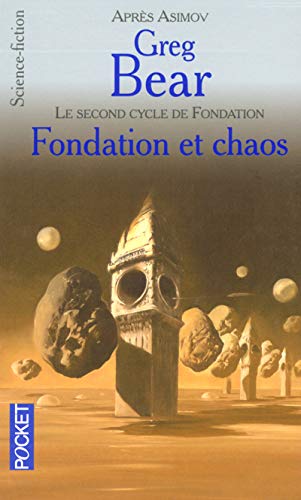 Science-fiction
APRÈS ASIMOV
Greg
Bear
LE SECOND CYCLE DE FONDATION
Fondation et chaos
POCKET